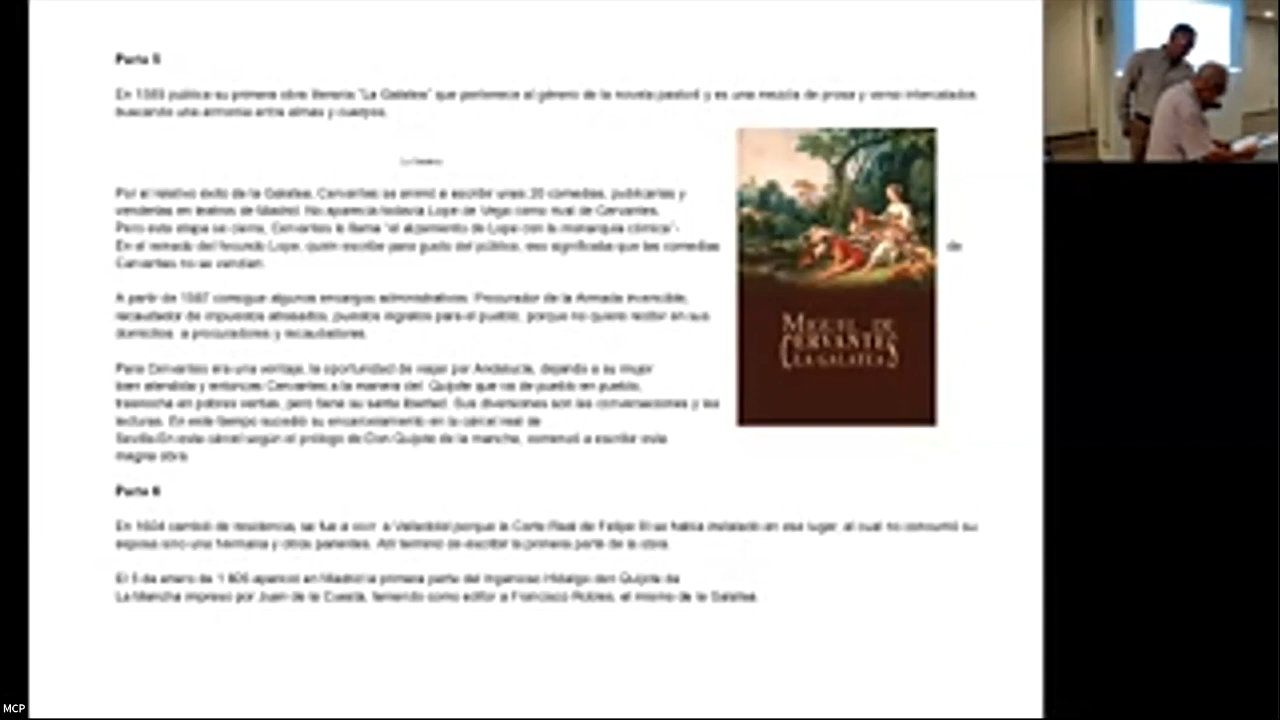 Parte 5
En 1585 publica su primera obra literaria "La Galatea" que pertenece al género de la novela pastoril y es una mezcla de prosa y verso intercalados
buscando una armonía entre almas y cuerpos.
La Galatea
Por el relativo éxito de la Galatea, Cervantes se animó a escribir unas 20 comedias, publicarlas y
venderlas en teatros de Madrid. No aparecía todavía Lope de Vega como rival de Cervantes.
Pero esta etapa se cierra, Cervantes le llama "el alzamiento de Lope con la monarquía cómica"-
En el reinado del fecundo Lope, quien escribe para gusto del público, eso significaba que las comedias de
Cervantes no se vendían.
A partir de 1587 consigue algunos encargos administrativos: Procurador de la Armada invencible,
recaudador de impuestos atrasados, puestos ingratos para el pueblo, porque no quiere recibir en sus
domicilios a procuradores y recaudadores.
Para Cervantes era una ventaja, la oportunidad de viajar por Andalucía, dejando a su mujer
bien atendida y entonces Cervantes a la manera del Quijote que va de pueblo en pueblo,
trasnocha en pobres ventas, pero tiene su santa libertad. Sus diversiones son las conversaciones y las
lecturas. En este tiempo sucedió su encarcelamiento en la cárcel real de
Sevilla.En esta cárcel según el prólogo de Don Quijote de la mancha, comenzó a escribir esta
magna obra.
MIGUEL DE
CERVANTES
LA GALATEA
Parte 6
En 1604 cambió de residencia, se fue a vivir a Valladolid porque la Corte Real de Felipe III se había instalado en ese lugar, al cual no su
esposa sino una hermana y otros parientes. Allí terminó de escribir la primera parte de la obra.
El de enero de 1605 apareció en Madrid la primera parte del Ingenioso Hidalgo don Quijote de
La Mancha impreso por Juan de la Cuesta, teniendo como editor a Francisco Robles, el mismo de la Galatea.
MCP